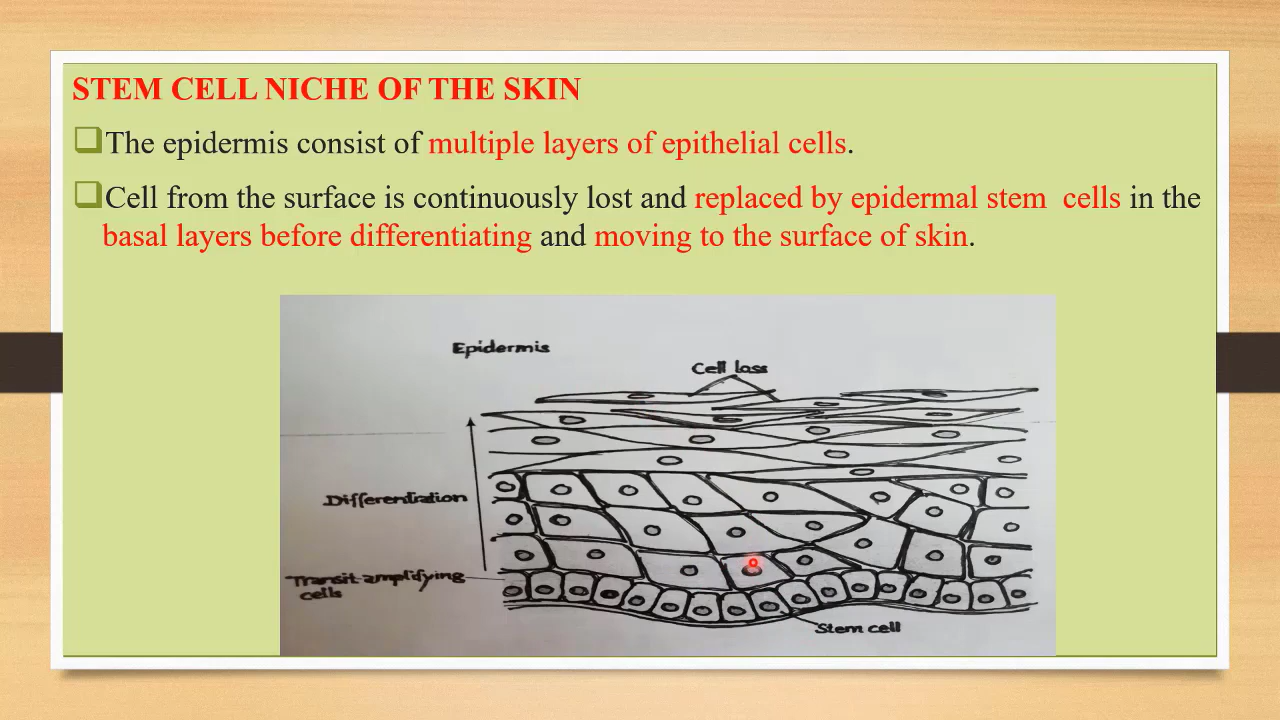 STEM CELL NICHE OF THE SKIN
The epidermis consist of multiple layers of epithelial cells.
Cell from the surface is continuously lost and replaced by epidermal stem cells in the
basal layers before differentiating and moving to the surface of skin.
Epidermis
Cell loss
Differentiation
Transit-amplifying
cells
Stem cell